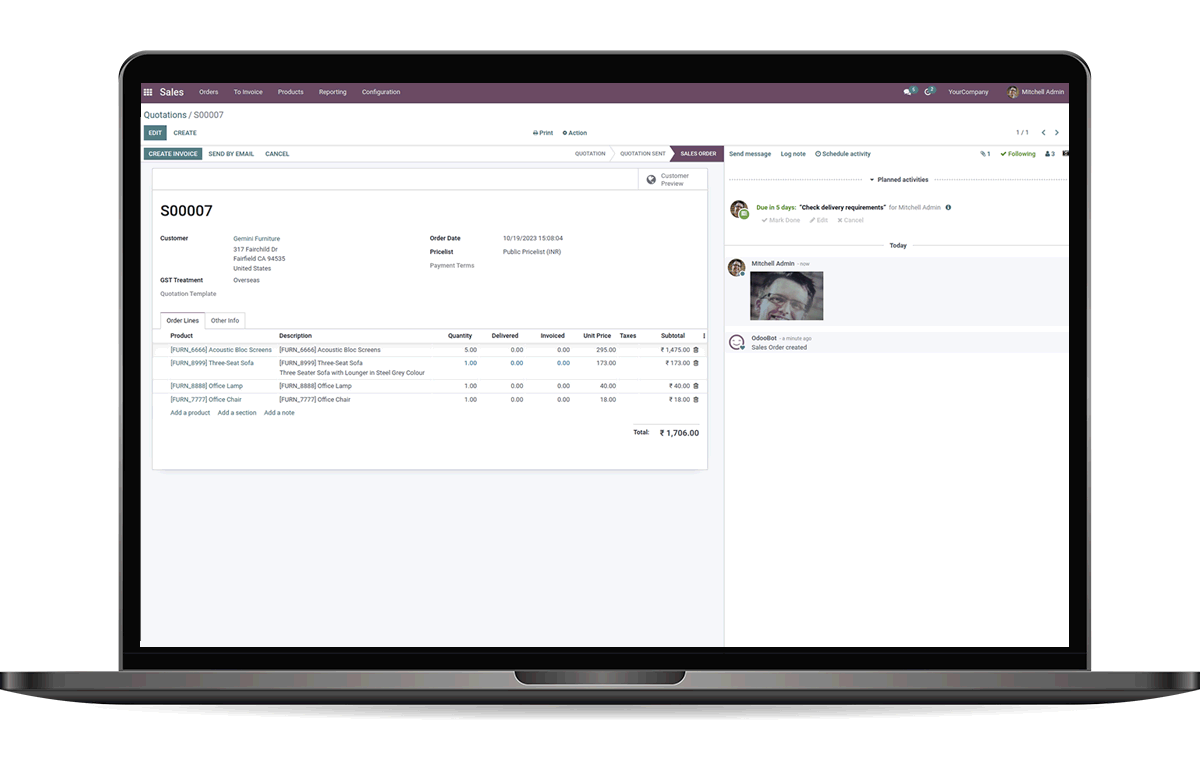 Sales Orders To Invoice Products Reporting Configuration 5 2 YourCompany Mitchell Admin
Quotations / S00007
EDIT CREATE Print Action 1 / 1
CREATE INVOICE SEND BY EMAIL CANCEL QUOTATION QUOTATION SENT SALES ORDER
Customer
Preview
S00007
Customer Gemini Furniture Order Date 10/19/2023 15:08:04
317 Fairchild Dr
Fairfield CA 94535 Pricelist Public Pricelist (INR)
United States Payment Terms
GST Treatment Overseas
Quotation Template
Order Lines Other Info
Product Description Quantity Delivered Invoiced Unit Price Taxes Subtotal
[FURN_6666] Acoustic Bloc Screens [FURN_6666] Acoustic Bloc Screens 5.00 0.00 0.00 295.00 ₹ 1,475.00
[FURN_8999] Three-Seat Sofa [FURN_8999] Three-Seat Sofa 1.00 0.00 0.00 173.00 ₹ 173.00
Three Seater Sofa with Lounger in Steel Grey Colour
[FURN_8888] Office Lamp [FURN_8888] Office Lamp 1.00 0.00 0.00 40.00 ₹ 40.00
[FURN_7777] Office Chair [FURN_7777] Office Chair 1.00 0.00 0.00 18.00 ₹ 18.00
Add a product Add a section Add a note
Total: ₹ 1,706.00
Send message Log note Schedule activity 1 Following 3
Planned activities
Due in 5 days: "Check delivery requirements" for Mitchell Admin
Mark Done Edit Cancel
Today
Mitchell Admin - now
OdooBot - a minute ago
Sales Order created